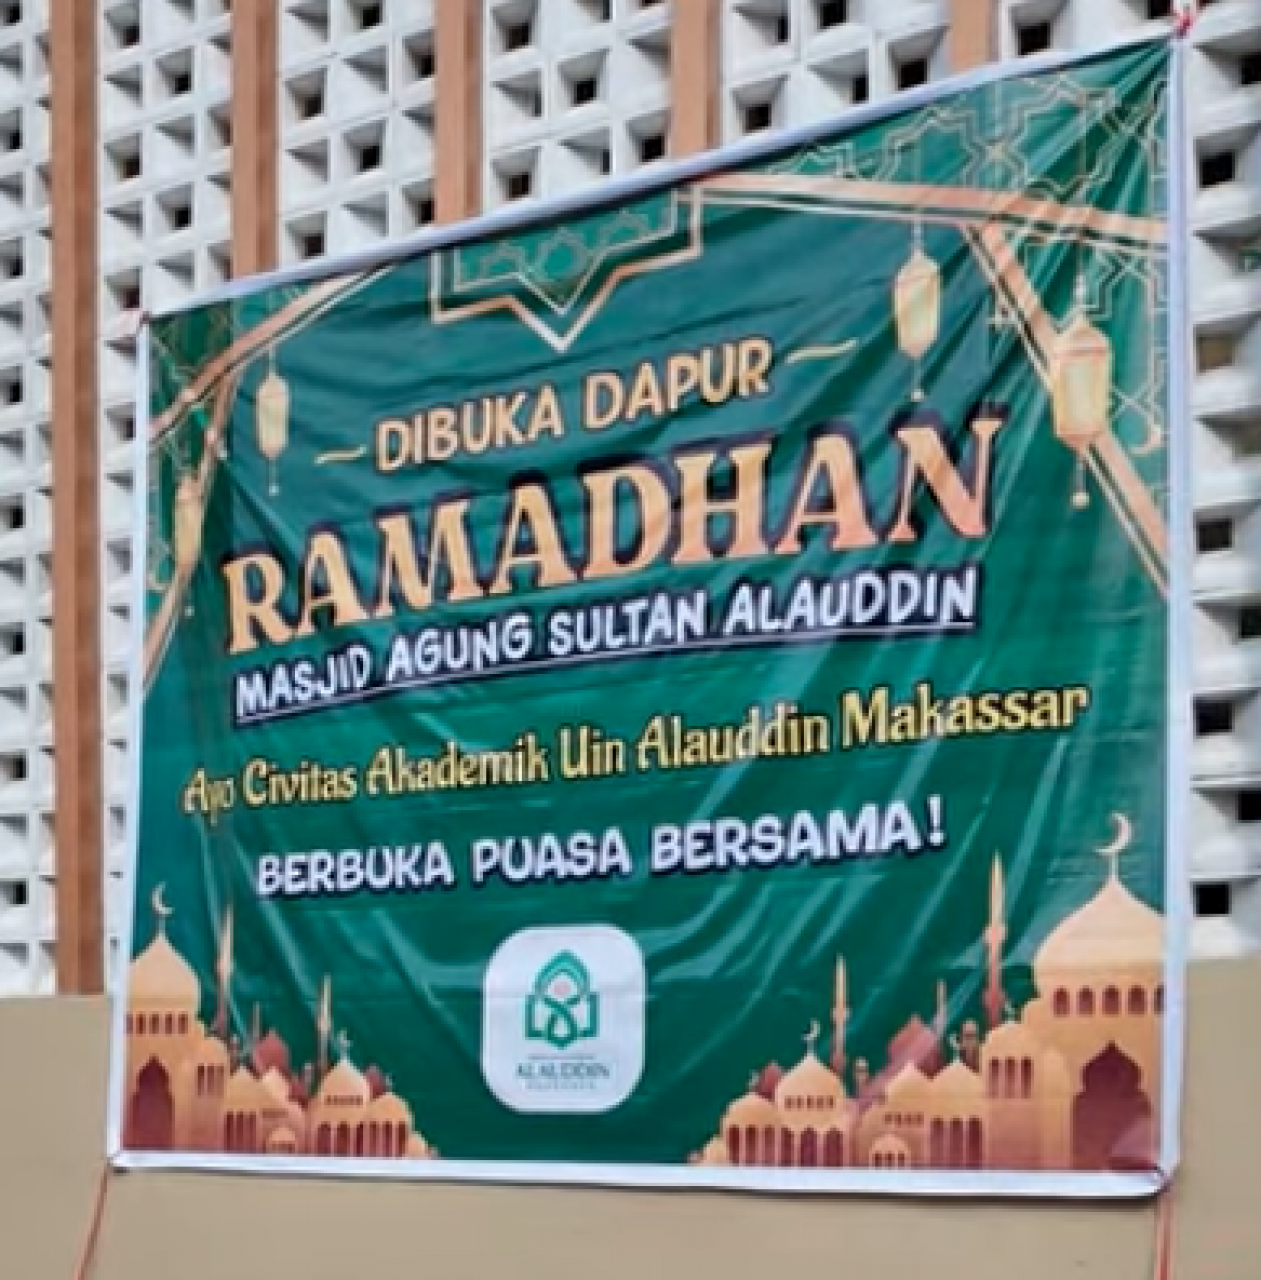 DIBUKA DAPUR
RAMADHAN
MASJID AGUNG SULTAN ALAUDDIN
Ayo Civitas Akademik Uin Alauddin Makassar
BERBUKA PUASA BERSAMA!
ALAUDDIN